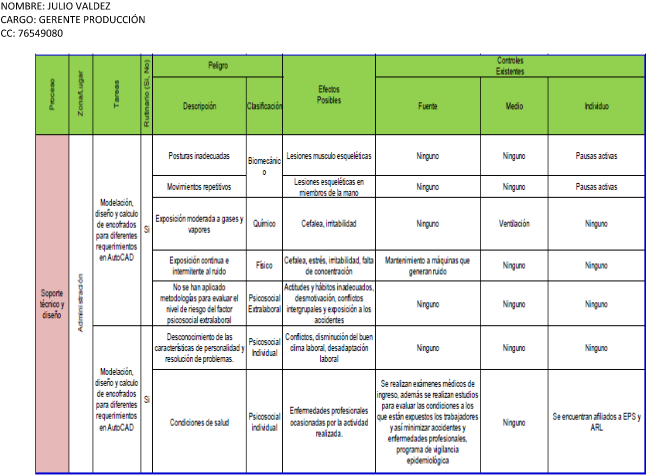 NOMBRE: JULIO VALDEZ
CARGO: GERENTE PRODUCCIÓN
CC: 76549080
Proceso
Zona/Lugar
Tareas
Rutinario (Si, No)
Peligro
Descripción
Clasificación
Efectos
Posibles
Controles
Existentes
Fuente
Medio
Individuo
Soporte
técnico y
diseño
Administración
Modelación,
diseño y calculo
de encofrados
para diferentes
requerimientos
en AutoCAD
Si
Posturas inadecuadas
Biomecánic
o
Lesiones musculo esqueléticas
Ninguno
Ninguno
Pausas activas
Movimientos repetitivos
Lesiones esqueléticas en
miembros de la mano
Ninguno
Ninguno
Pausas activas
Exposición moderada a gases y
vapores
Químico
Cefalea, irritabilidad
Ninguno
Ventilación
Ninguno
Exposición continua e
intermitente al ruido
Físico
Cefalea, estrés, irritabilidad, falta
de concentración
Mantenimiento a máquinas que
generan ruido
Ninguno
Ninguno
No se han aplicado
metodologías para evaluar el
nivel de riesgo del factor
psicosocial extralaboral
Psicosocial
Extralaboral
Actitudes y hábitos inadecuados,
desmotivación, conflictos
intergrupales y exposición a los
accidentes
Ninguno
Ninguno
Ninguno
Modelación,
diseño y calculo
de encofrados
para diferentes
requerimientos
en AutoCAD
Si
Desconocimiento de las
características de personalidad y
resolución de problemas.
Psicosocial
Individual
Conflictos, disminución del buen
clima laboral, desadaptación
laboral
Ninguno
Ninguno
Ninguno
Condiciones de salud
Psicosocial
individual
Enfermedades profesionales
ocasionadas por la actividad
realizada.
Se realizan exámenes médicos de
ingreso, además se realizan estudios
para evaluar las condiciones a los
que están expuestos los trabajadores
y así minimizar accidentes y
enfermedades profesionales,
programa de vigilancia
epidemiológica
Ninguno
Se encuentran afiliados a EPS y
ARL